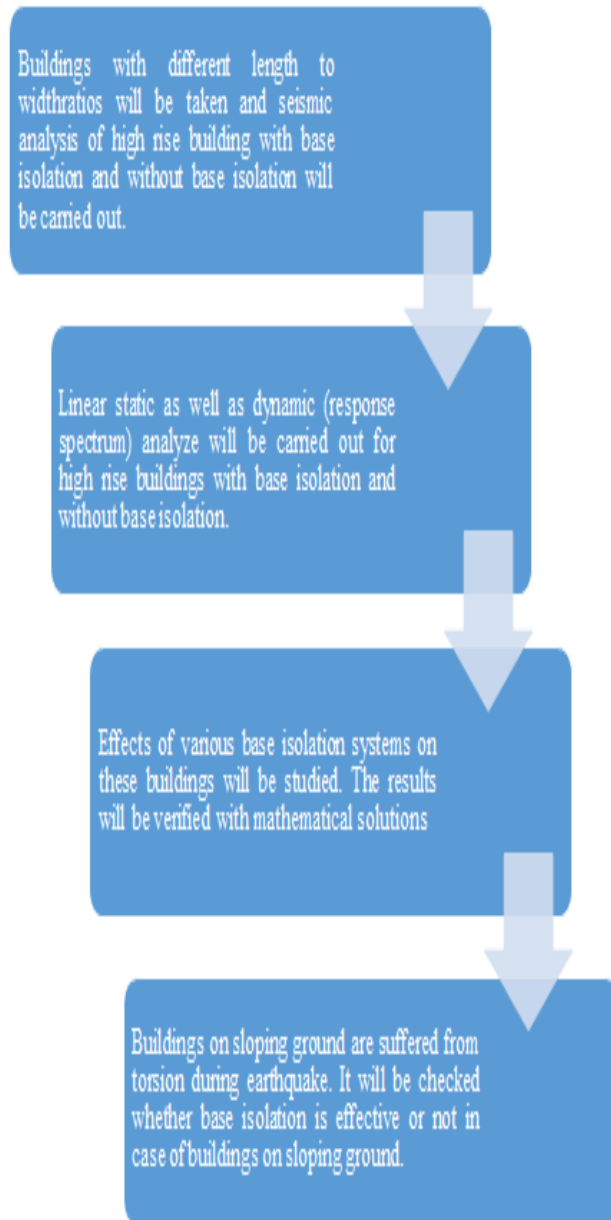 Buildings with different length to
widthratios will be taken and seismic
analysis of high rise building with base
isolation and without base isolation will
be carried out.
Linear static as well as dynamic (response
spectrum) analyze will be carried out for
high rise buildings with base isolation and
without base isolation.
Effects of various base isolation systems on
these buildings will be studied. The results
will be verified with mathematical solutions
Buildings on sloping ground are suffered from
torsion during earthquake. It will be checked
whether base isolation is effective or not in
case of buildings on sloping ground.